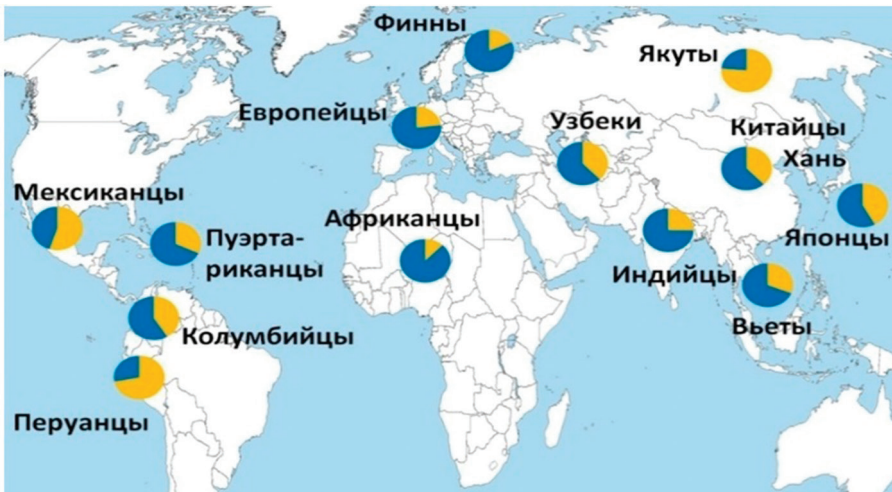 Финны
Якуты
Европейцы
Узбеки
Китайцы
Хань
Мексиканцы
Африканцы
Пуэрта-
риканцы
Японцы
Индийцы
Колумбийцы
Вьеты
Перуанцы